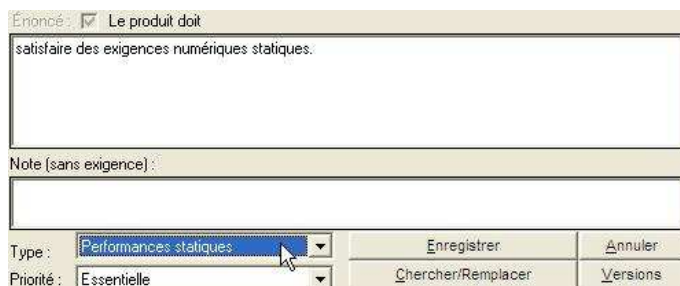 Énoncé : Le produit doit
satisfaire des exigences numériques statiques.
Note (sans exigence) :
Type : Performances statiques Enregistrer Annuler
Priorité : Essentielle Chercher/Remplacer Versions